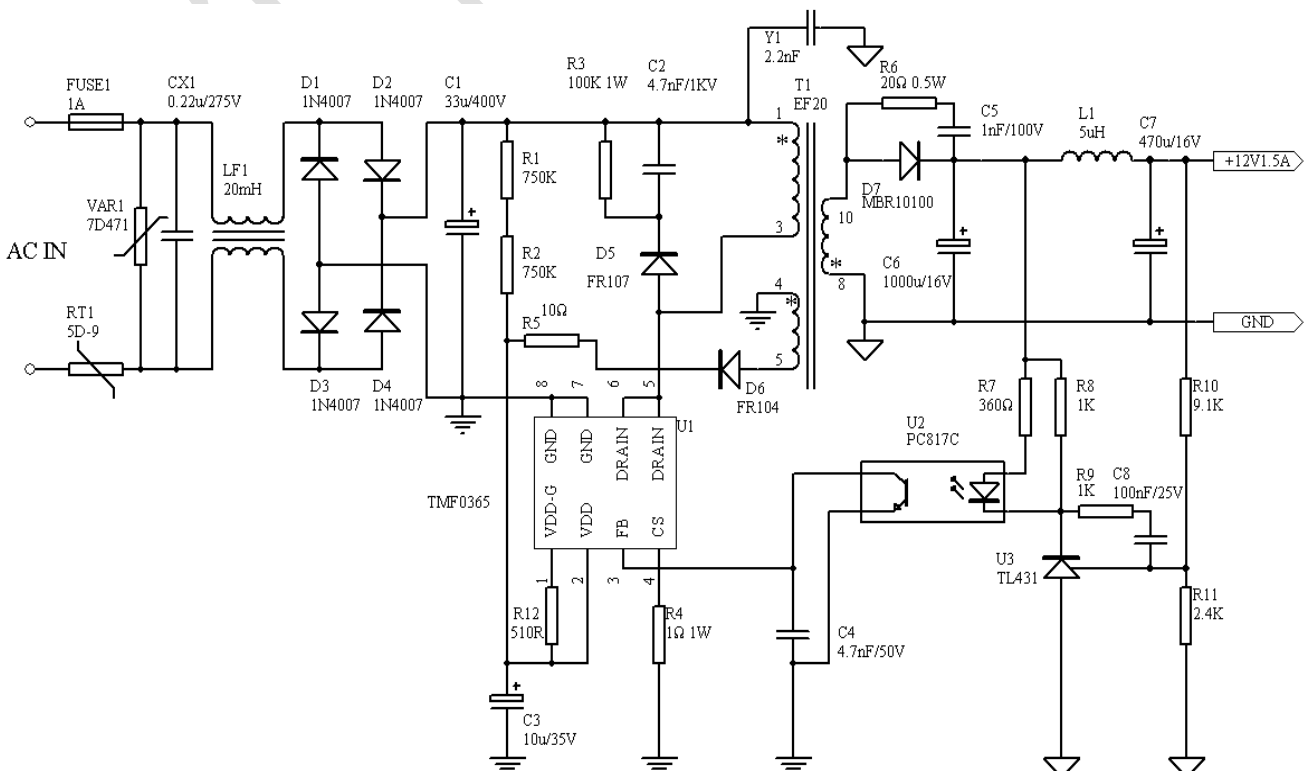 FUSE1
1A
CX1
0.22u/275V
D1
1N4007
D2
1N4007
C1
33u/400V
R3
100K 1W
C2
4.7nF/1KV
Y1
2.2nF
T1
EF20
R6
20Ω 0.5W
C5
1nF/100V
L1
5uH
C7
470u/16V
+12V1.5A
VAR1
7D471
LF1
20mH
R1
750K
1
*
3
D7
MBR10100
10
AC IN
R2
750K
D5
FR107
4
*
*
8
C6
1000u/16V
RT1
5D-9
10Ω
R5
5
D6
FR104
GND
D3
1N4007
D4
1N4007
8
7
6
5
U1
GND
GND
DRAIN
DRAIN
TMF0365
VDD-G
VDD
FB
CS
1
2
3
4
U2
PC817C
R7
360Ω
R8
1K
R10
9.1K
R9
1K
C8
100nF/25V
U3
TL431
R12
510R
R4
1Ω 1W
C4
4.7nF/50V
R11
2.4K
C3
10u/35V
+
+
+
+